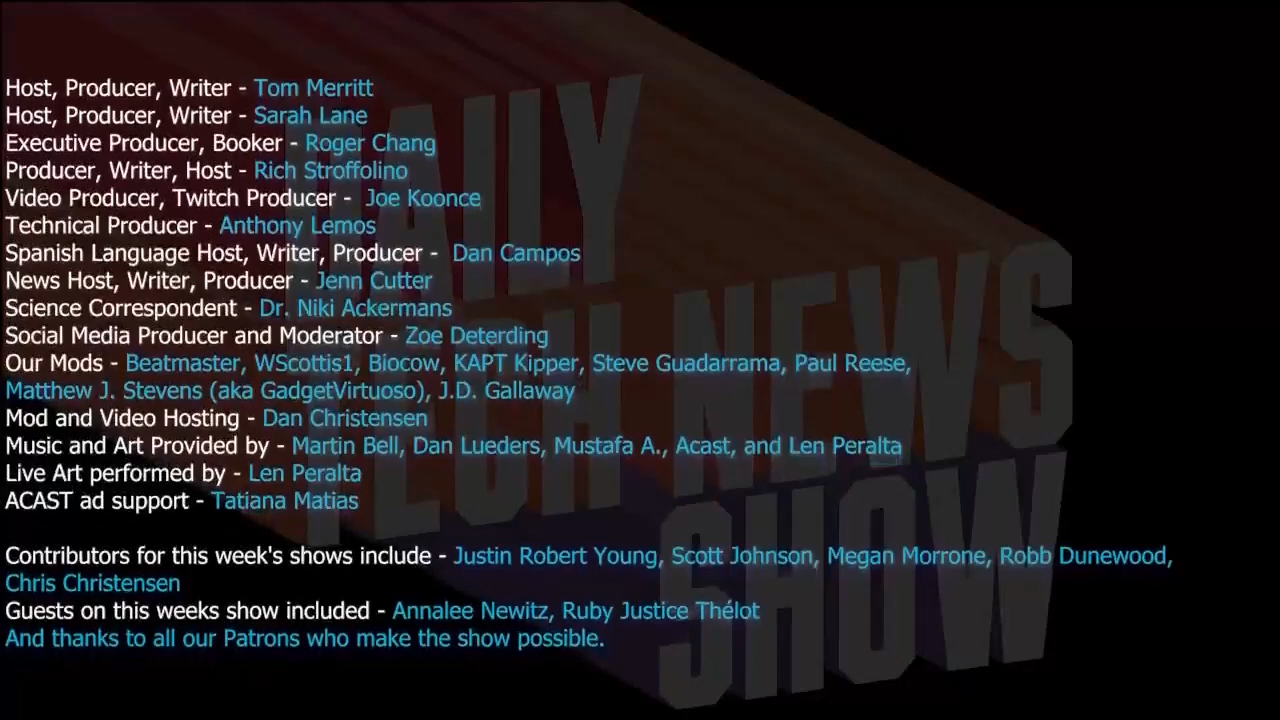 DAILY
TECH NEWS
SHOW
Host, Producer, Writer - Tom Merritt
Host, Producer, Writer - Sarah Lane
Executive Producer, Booker - Roger Chang
Producer, Writer, Host - Rich Stroffolino
Video Producer, Twitch Producer - Joe Koonce
Technical Producer - Anthony Lemos
Spanish Language Host, Writer, Producer - Dan Campos
News Host, Writer, Producer - Jenn Cutter
Science Correspondent - Dr. Niki Ackermans
Social Media Producer and Moderator - Zoe Deterding
Our Mods - Beatmaster, WScottis1, Biocow, KAPT Kipper, Steve Guadarrama, Paul Reese,
Matthew J. Stevens (aka GadgetVirtuoso), J.D. Gallaway
Mod and Video Hosting - Dan Christensen
Music and Art Provided by - Martin Bell, Dan Lueders, Mustafa A., Acast, and Len Peralta
Live Art performed by - Len Peralta
ACAST ad support - Tatiana Matias
Contributors for this week's shows include - Justin Robert Young, Scott Johnson, Megan Morrone, Robb Dunewood,
Chris Christensen
Guests on this weeks show included - Annalee Newitz, Ruby Justice Thélot
And thanks to all our Patrons who make the show possible.